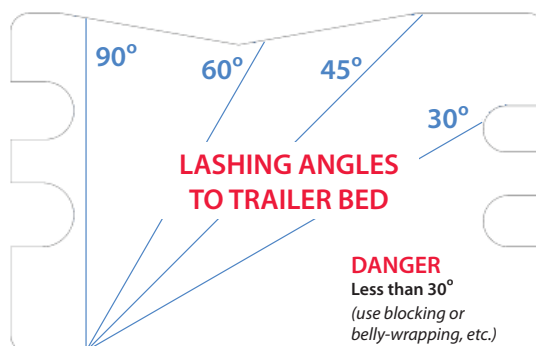 90°
60°
45°
30°
LASHING ANGLES
TO TRAILER BED
DANGER
Less than 30°
(use blocking or
belly-wrapping, etc.)